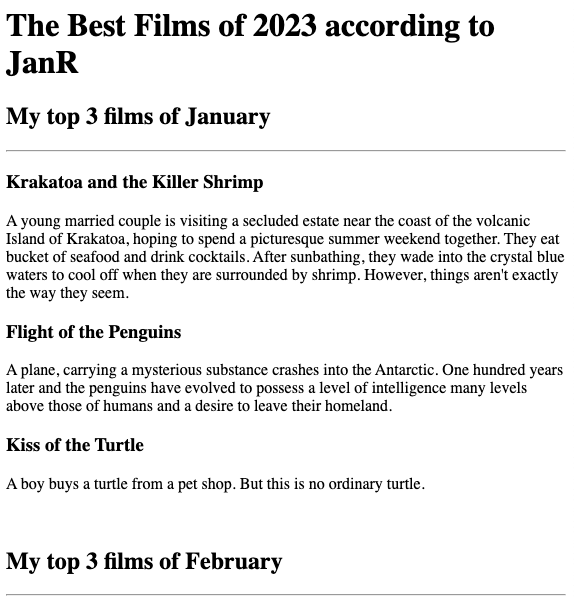 The Best Films of 2023 according to
JanR
My top 3 films of January
Krakatoa and the Killer Shrimp
A young married couple is visiting a secluded estate near the coast of the volcanic
Island of Krakatoa, hoping to spend a picturesque summer weekend together. They eat
bucket of seafood and drink cocktails. After sunbathing, they wade into the crystal blue
waters to cool off when they are surrounded by shrimp. However, things aren't exactly
the way they seem.
Flight of the Penguins
A plane, carrying a mysterious substance crashes into the Antarctic. One hundred years
later and the penguins have evolved to possess a level of intelligence many levels
above those of humans and a desire to leave their homeland.
Kiss of the Turtle
A boy buys a turtle from a pet shop. But this is no ordinary turtle.
My top 3 films of February